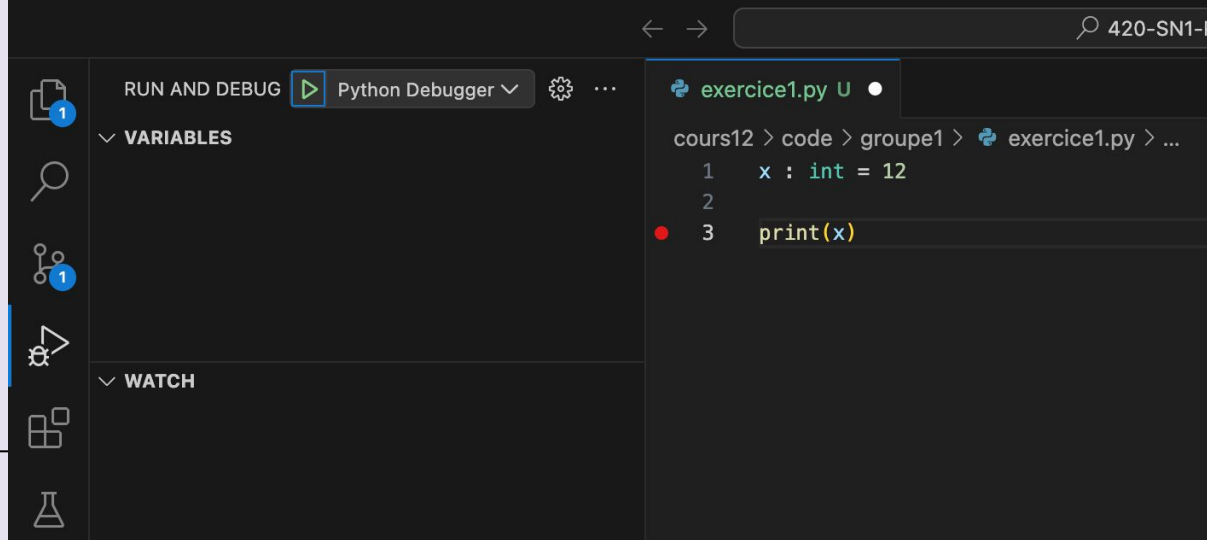 420-SN1-
RUN AND DEBUG Python Debugger
exercice1.py U
1
VARIABLES
cours12 > code > groupe1 > exercice1.py > ...
1 x : int = 12
2
3 print(x)
1
WATCH